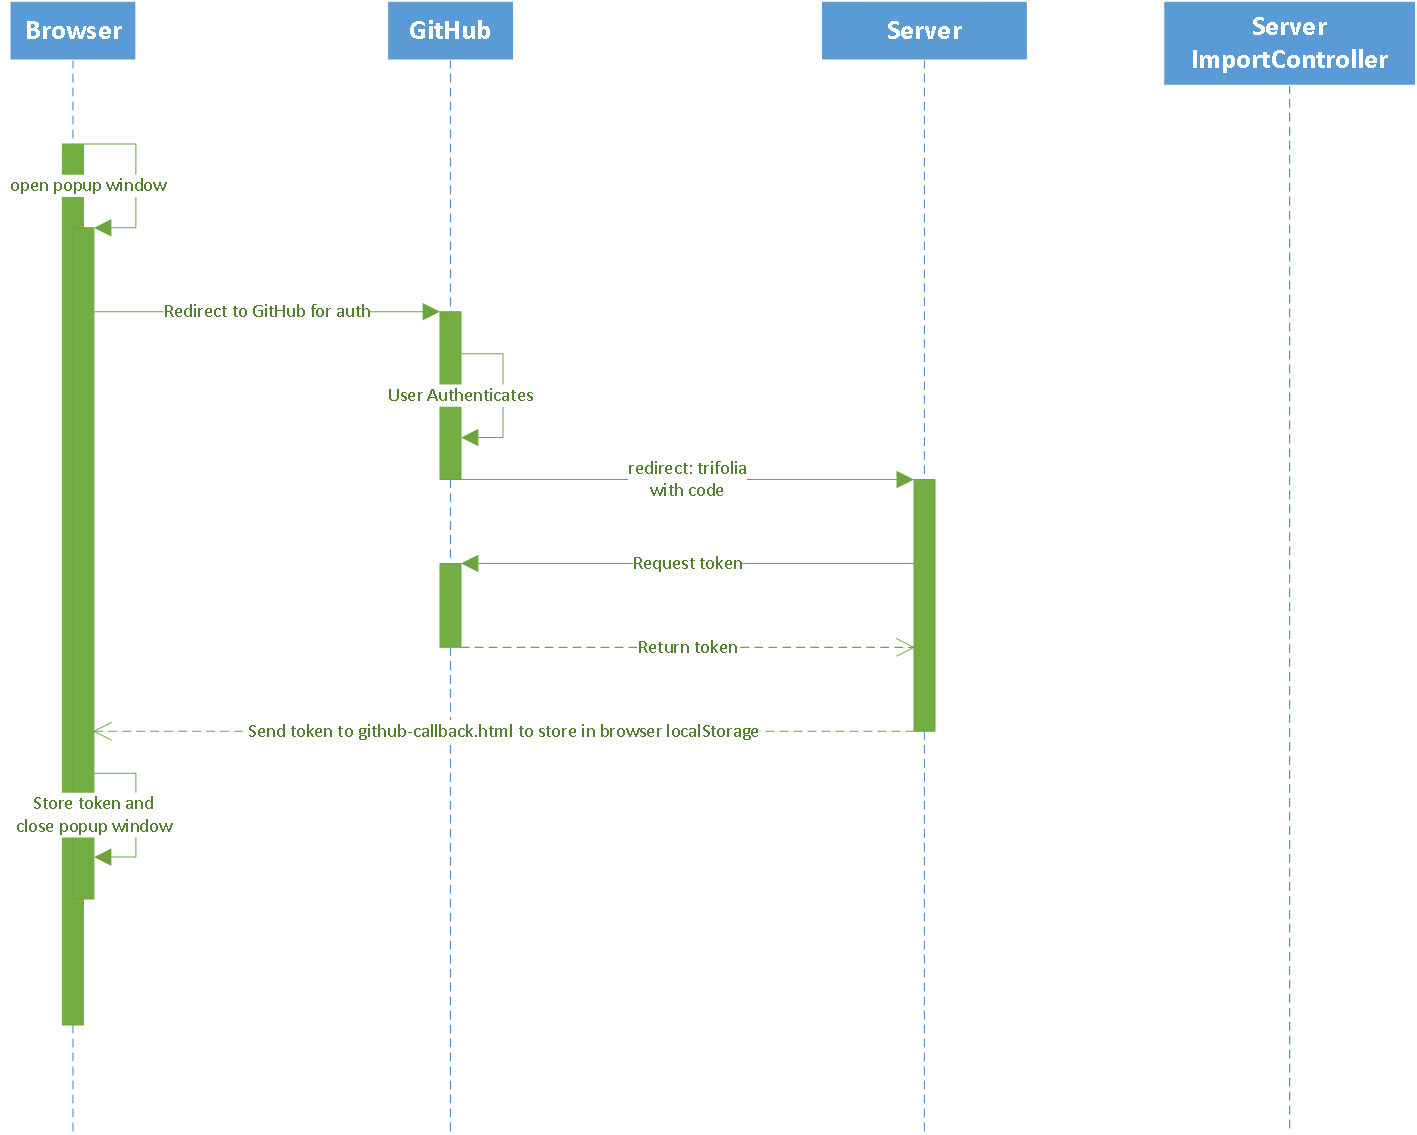 Browser
GitHub
Server
Server
ImportController
open popup window
Redirect to GitHub for auth
User Authenticates
redirect: trifolia
with code
Request token
Return token
Send token to github-callback.html to store in browser localStorage
Store token and
close popup window